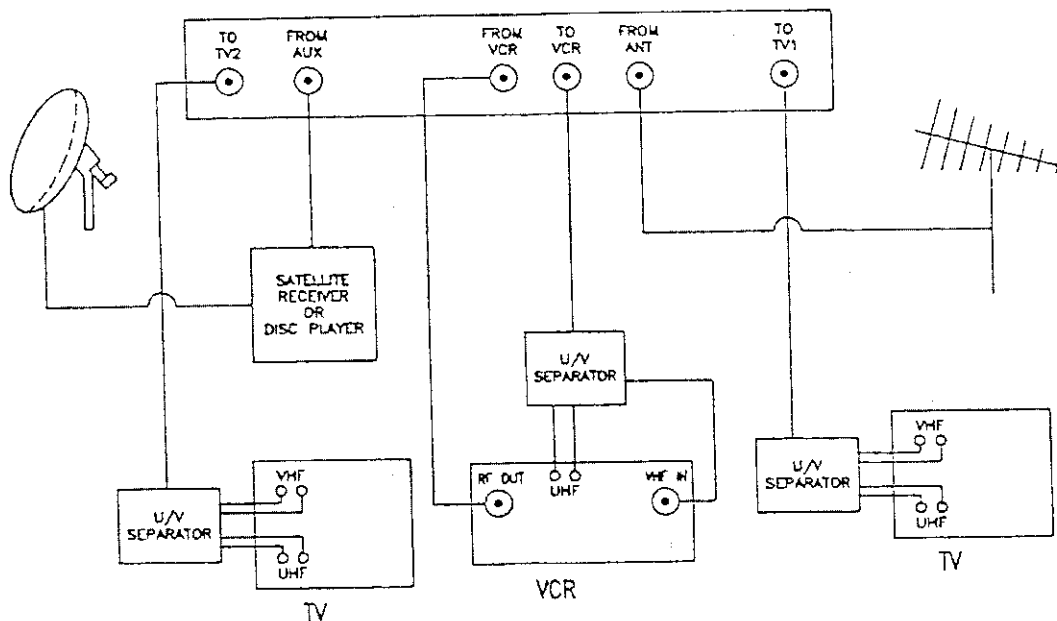 TO TV2
FROM AUX
FROM VCR
TO VCR
FROM ANT
TO TV1
SATELLITE
RECEIVER
OR
DISC PLAYER
U/V
SEPARATOR
U/V
SEPARATOR
VHF
UHF
TV
RF OUT
UHF
VHF IN
VCR
U/V
SEPARATOR
VHF
UHF
TV